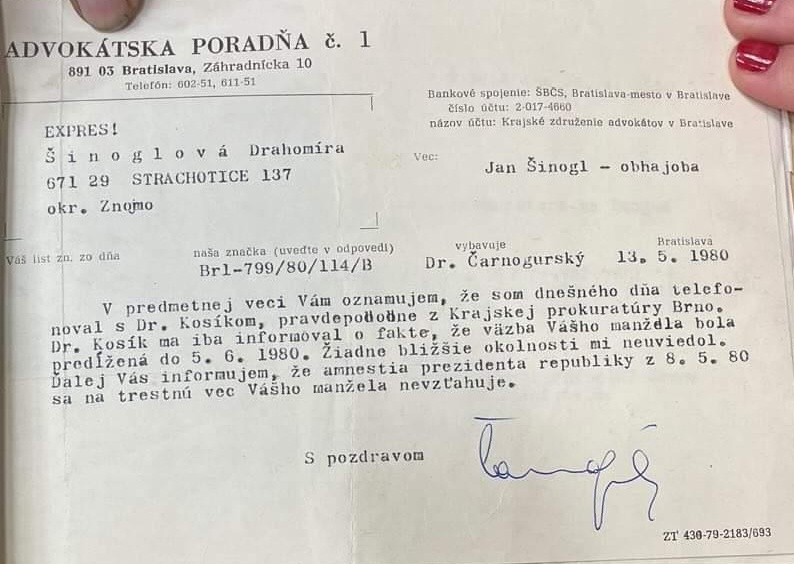 ADVOKÁTSKA PORADŇA č. 1
891 03 Bratislava, Záhradnícka 10
Telefón: 602-51, 611-51
Bankové spojenie: ŠBČS, Bratislava-mesto v Bratislave
číslo účtu: 2-017-4660
názov účtu: Krajské združenie advokátov v Bratislave
EXPRES!
Š i n o g l o v á Drahomíra
671 29 STRACHOTICE 137
okr. Znojmo
Vec:
Jan Šinogl – obhajoba
Váš list zn. zo dňa
naša značka (uveďte v odpovedi)
vybavuje
Bratislava
Brl-799/80/114/B
Dr. Čarnogurský
13. 5. 1980
V predmetnej veci Vám oznamujem, že som dnešného dňa telefo-
noval s Dr. Kosíkom, pravdepodobne z Krajskej prokuratúry Brno.
Dr. Kosík ma iba informoval o fakte, že väzba Vášho manžela bola
predĺžená do 5. 6. 1980. Žiadne bližšie okolnosti mi neuviedol.
Ďalej Vás informujem, že amnestia prezidenta republiky z 8. 5. 80
sa na trestnú vec Vášho manžela nevzťahuje.
S pozdravom
ZT 430-79-2183/693